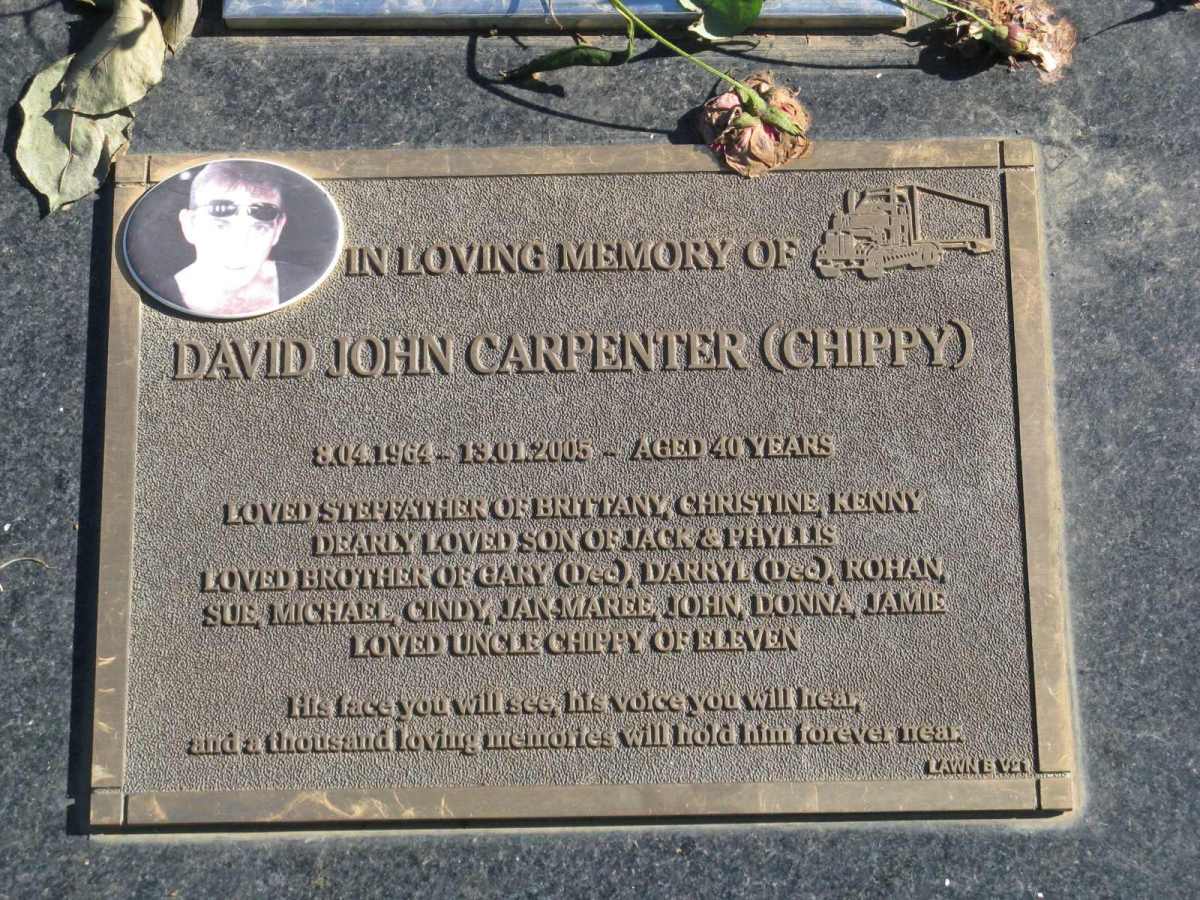 IN LOVING MEMORY OF
DAVID JOHN CARPENTER (CHIPPY)
8.04.1964 - 13.01.2005 - AGED 40 YEARS
LOVED STEPFATHER OF BRITTANY, CHRISTINE, KENNY
DEARLY LOVED SON OF JACK & PHYLLIS
LOVED BROTHER OF GARY (Dec), DARRYL (Dec), ROHAN,
SUE, MICHAEL, CINDY, JAN-MAREE, JOHN, DONNA, JAMIE
LOVED UNCLE CHIPPY OF ELEVEN
His face you will see, his voice you will hear,
and a thousand loving memories will hold him forever near.
LAWN B V21